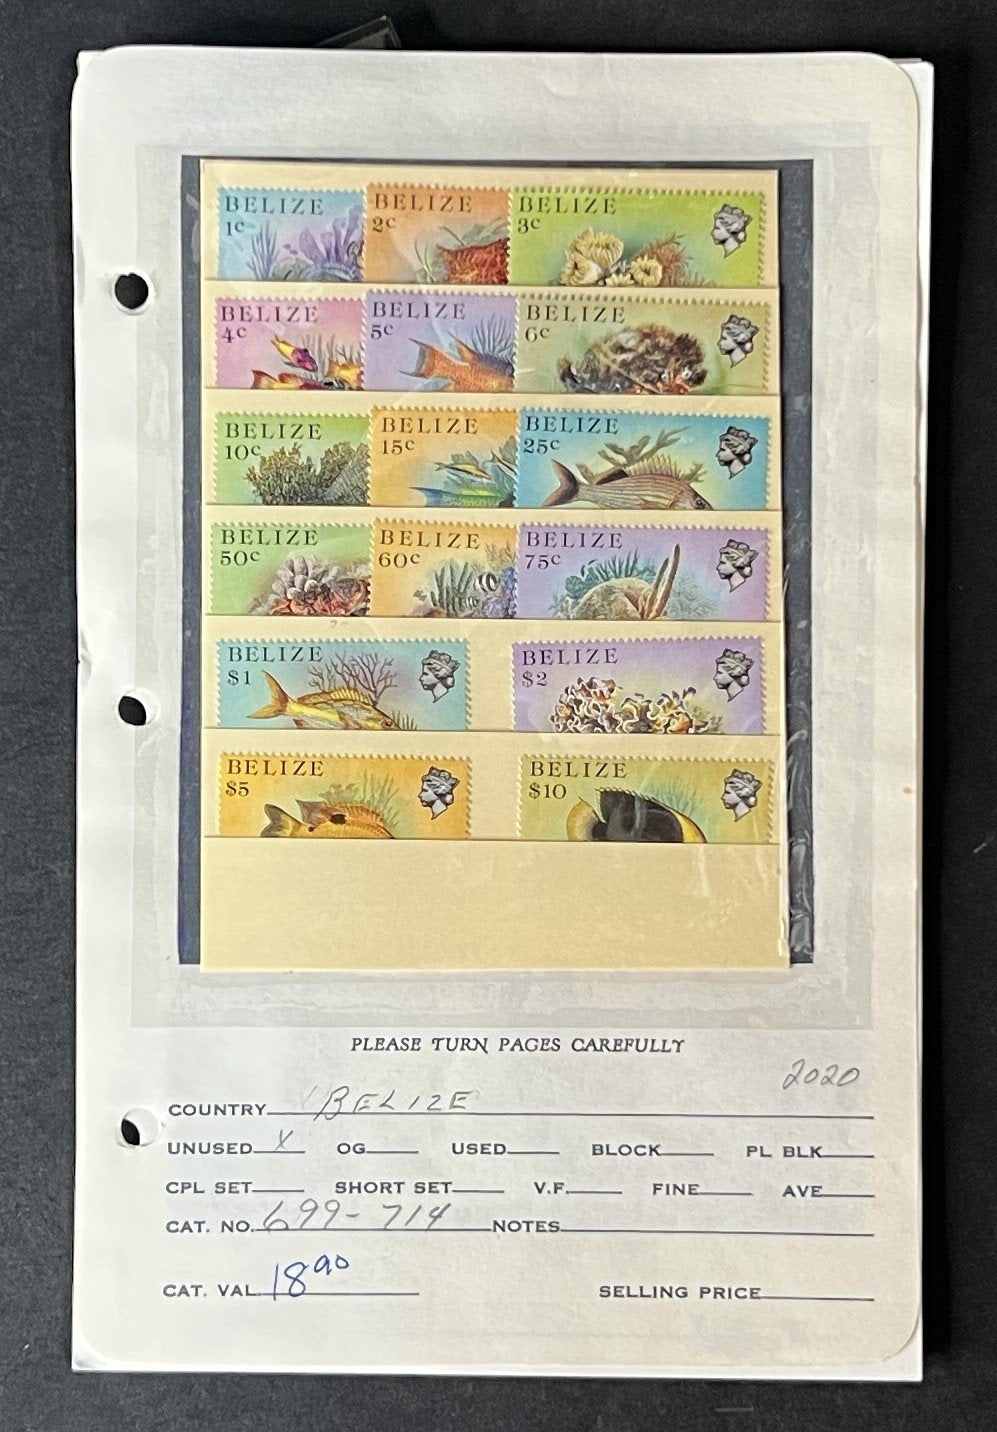 BELIZE BELIZE BELIZE
1c 2c 3c
BELIZE BELIZE BELIZE
4c 5c 6c
BELIZE BELIZE BELIZE
10c 15c 25c
BELIZE BELIZE BELIZE
50c 60c 75c
BELIZE BELIZE
$1 $2
BELIZE BELIZE
$5 $10
PLEASE TURN PAGES CAREFULLY
2020
COUNTRY BELIZE
UNUSED X OG USED BLOCK PL BLK
CPL SET SHORT SET V.F. FINE AVE
CAT. NO. 699-714 NOTES
CAT. VAL 18 90 SELLING PRICE